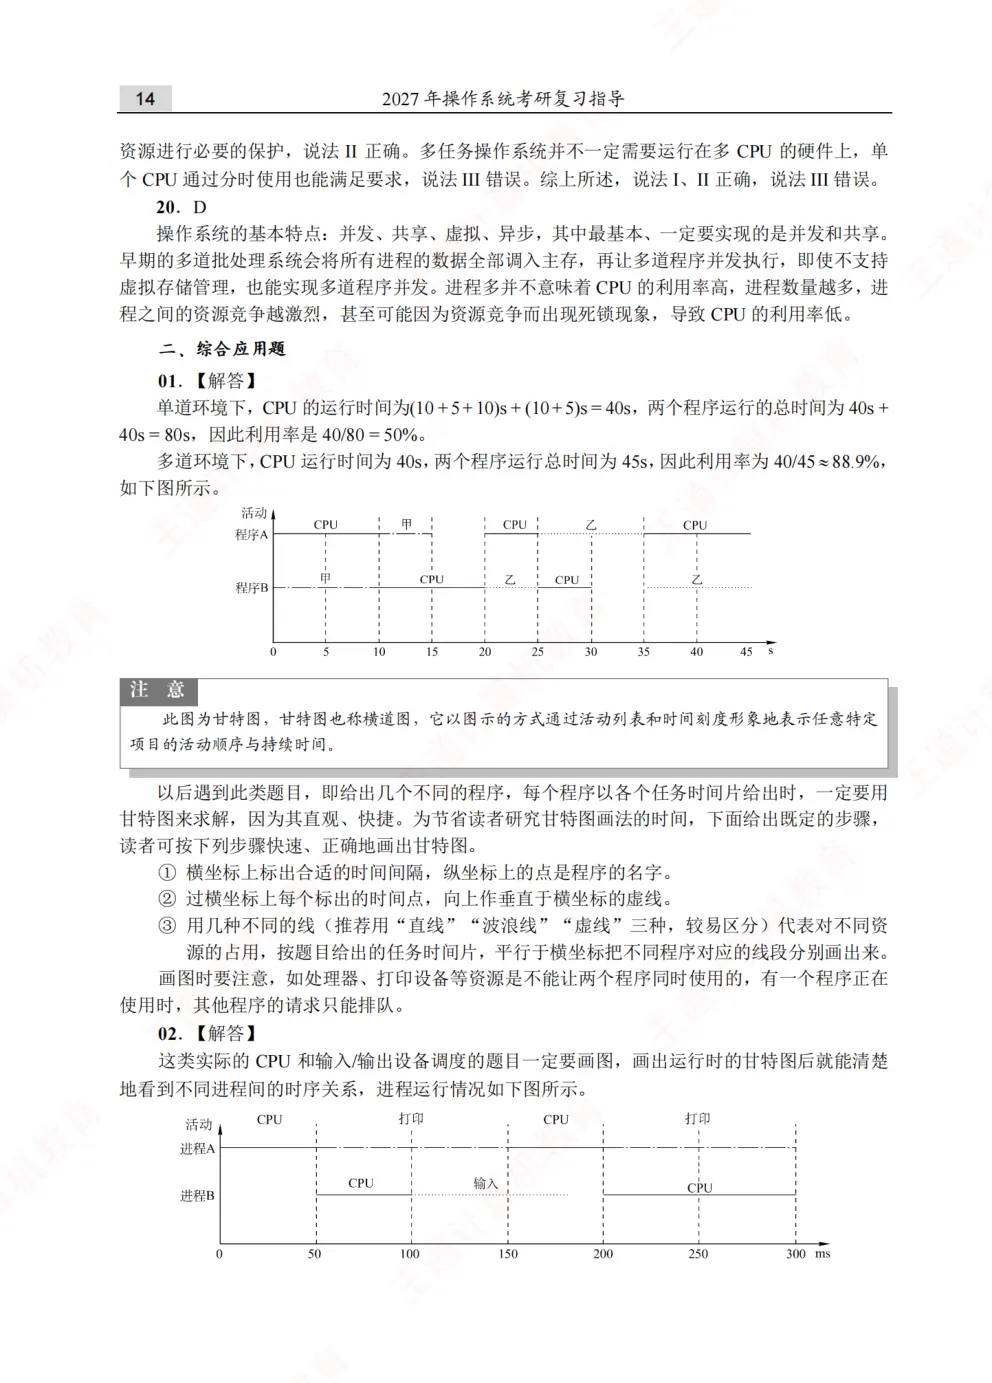 14
2027 年操作系统考研复习指导
资源进行必要的保护，说法 II 正确。多任务操作系统并不一定需要运行在多 CPU 的硬件上，单
个 CPU 通过分时使用也能满足要求，说法 III 错误。综上所述，说法 I、II 正确，说法 III 错误。
20．D
操作系统的基本特点：并发、共享、虚拟、异步，其中最基本、一定要实现的是并发和共享。
早期的多道批处理系统会将所有进程的数据全部调入主存，再让多道程序并发执行，即使不支持
虚拟存储管理，也能实现多道程序并发。进程多并不意味着 CPU 的利用率高，进程数量越多，进
程之间的资源竞争越激烈，甚至可能因为资源竞争而出现死锁现象，导致 CPU 的利用率低。
二、综合应用题
01．【解答】
单道环境下，CPU 的运行时间为(10 + 5 + 10)s + (10 + 5)s = 40s，两个程序运行的总时间为 40s +
40s = 80s，因此利用率是 40/80 = 50%。
多道环境下，CPU 运行时间为 40s，两个程序运行总时间为 45s，因此利用率为 40/45 ≈ 88.9%，
如下图所示。
活动
程序A CPU 甲 CPU 乙 CPU
程序B 甲 CPU 乙 CPU 乙
0 5 10 15 20 25 30 35 40 45 s
注 意
此图为甘特图，甘特图也称横道图，它以图示的方式通过活动列表和时间刻度形象地表示任意特定
项目的活动顺序与持续时间。
以后遇到此类题目，即给出几个不同的程序，每个程序以各个任务时间片给出时，一定要用
甘特图来求解，因为其直观、快捷。为节省读者研究甘特图画法的时间，下面给出既定的步骤，
读者可按下列步骤快速、正确地画出甘特图。
① 横坐标上标出合适的时间间隔，纵坐标上的点是程序的名字。
② 过横坐标上每个标出的时间点，向上作垂直于横坐标的虚线。
③ 用几种不同的线（推荐用“直线”“波浪线”“虚线”三种，较易区分）代表对不同资
源的占用，按题目给出的任务时间片，平行于横坐标把不同程序对应的线段分别画出来。
画图时要注意，如处理器、打印设备等资源是不能让两个程序同时使用的，有一个程序正在
使用时，其他程序的请求只能排队。
02．【解答】
这类实际的 CPU 和输入/输出设备调度的题目一定要画图，画出运行时的甘特图后就能清楚
地看到不同进程间的时序关系，进程运行情况如下图所示。
活动 CPU 打印 CPU 打印
进程A
进程B CPU 输入 CPU
0 50 100 150 200 250 300 ms